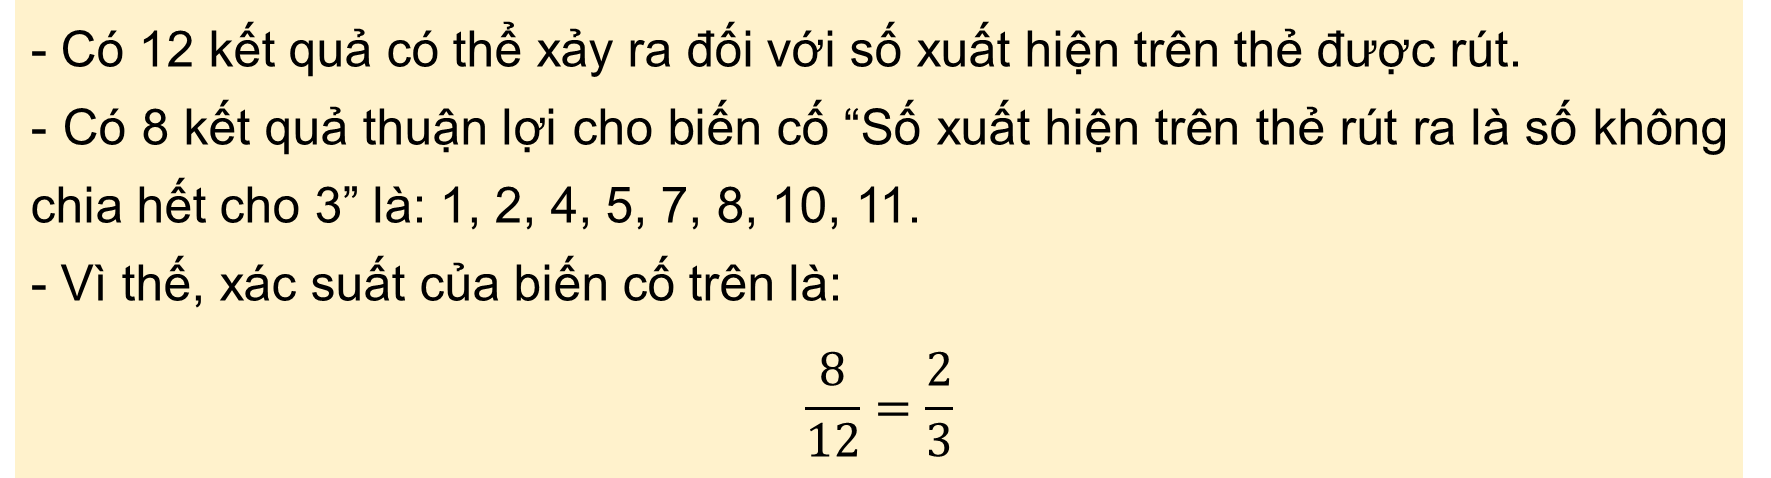 - Có 12 kết quả có thể xảy ra đối với số xuất hiện trên thẻ được rút.
- Có 8 kết quả thuận lợi cho biến cố “Số xuất hiện trên thẻ rút ra là số không
chia hết cho 3” là: 1, 2, 4, 5, 7, 8, 10, 11.
- Vì thế, xác suất của biến cố trên là:
8/12 = 2/3